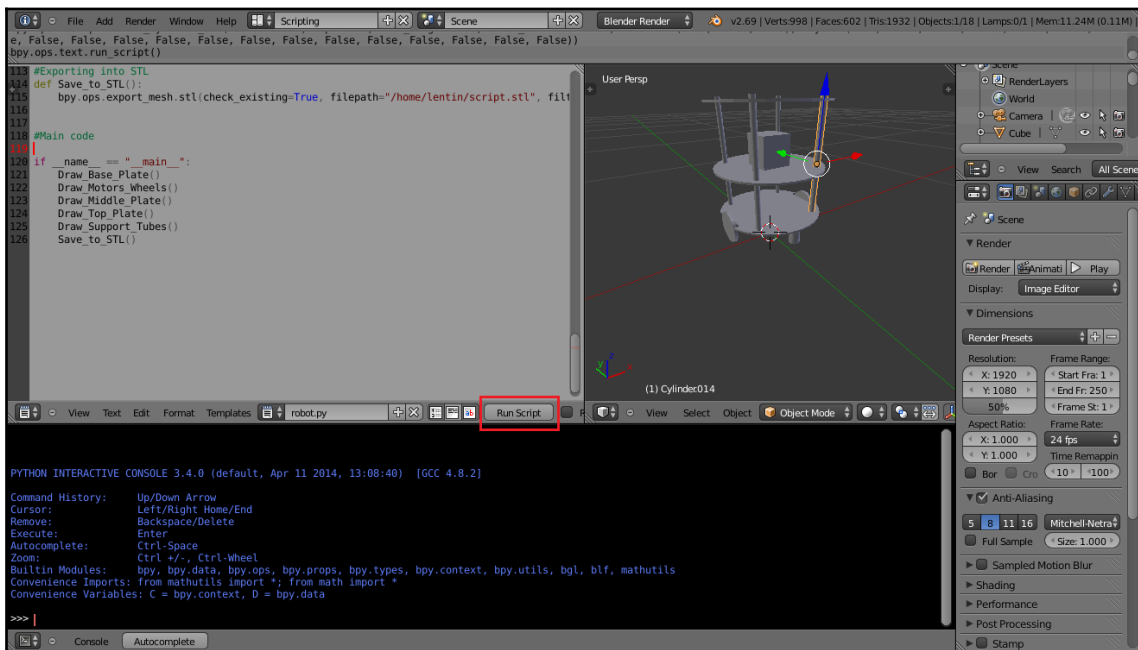 File Add Render Window Help Scripting Scene Blender Render v2.69 | Verts:998 | Faces:602 | Tris:1932 | Objects:1/18 | Lamps:0/1 | Mem:11.24M (0.11M) |
e, False, False, False, False, False, False, False, False, False, False, False, False, False))
bpy.ops.text.run_script()
113 #Exporting into STL
114 def Save_to_STL():
115 bpy.ops.export_mesh.stl(check_existing=True, filepath="/home/lentin/script.stl", filt
116
117
118 #Main code
119
120 if __name__ == "__main__":
121 Draw_Base_Plate()
122 Draw_Motors_Wheels()
123 Draw_Middle_Plate()
124 Draw_Top_Plate()
125 Draw_Support_Tubes()
126 Save_to_STL()
View Text Edit Format Templates robot.py Run Script
User Persp
z
y
x
(1) Cylinder.014
View Select Object Object Mode
PYTHON INTERACTIVE CONSOLE 3.4.0 (default, Apr 11 2014, 13:08:40) [GCC 4.8.2]
Command History: Up/Down Arrow
Cursor: Left/Right Home/End
Remove: Backspace/Delete
Execute: Enter
Autocomplete: Ctrl-Space
Zoom: Ctrl +/-, Ctrl-Wheel
Builtin Modules: bpy, bpy.data, bpy.ops, bpy.props, bpy.types, bpy.context, bpy.utils, bgl, blf, mathutils
Convenience Imports: from mathutils import *; from math import *
Convenience Variables: C = bpy.context, D = bpy.data
>>>
Console Autocomplete
Scene
RenderLayers
World
Camera
Cube
View Search All Scene
Scene
Render
Render Animati Play
Display: Image Editor
Dimensions
Render Presets
Resolution: Frame Range:
X: 1920 Start Fra: 1
Y: 1080 End Fr: 250
50% Frame St: 1
Aspect Ratio: Frame Rate:
X: 1.000 24 fps
Y: 1.000 Time Remappin
Bor Cro 10 100
Anti-Aliasing
5 8 11 16 Mitchell-Netra
Full Sample Size: 1.000
Sampled Motion Blur
Shading
Performance
Post Processing
Stamp